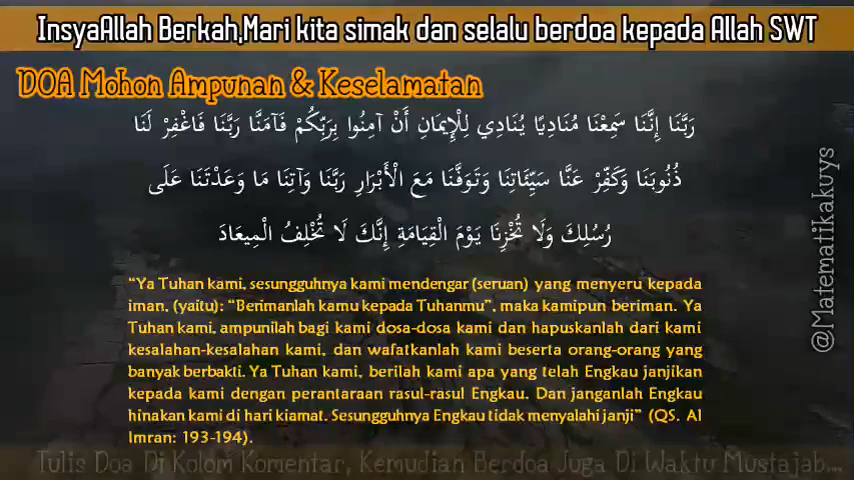 InsyaAllah Berkah,Mari kita simak dan selalu berdoa kepada Allah SWT
DOA Mohon Ampunan & Keselamatan
رَبَّنَا إِنَّنَا سَمِعْنَا مُنَادِيًا يُنَادِي لِلْإِيمَانِ أَنْ آمِنُوا بِرَبِّكُمْ فَآمَنَّا رَبَّنَا فَاغْفِرْ لَنَا
ذُنُوبَنَا وَكَفِّرْ عَنَّا سَيِّئَاتِنَا وَتَوَفَّنَا مَعَ الْأَبْرَارِ رَبَّنَا وَآتِنَا مَا وَعَدْتَنَا عَلَى
رُسُلِكَ وَلَا تُخْزِنَا يَوْمَ الْقِيَامَةِ إِنَّكَ لَا تُخْلِفُ الْمِيعَادَ
“Ya Tuhan kami, sesungguhnya kami mendengar (seruan) yang menyeru kepada
iman, (yaitu): “Berimanlah kamu kepada Tuhanmu”, maka kamipun beriman. Ya
Tuhan kami, ampunilah bagi kami dosa-dosa kami dan hapuskanlah dari kami
kesalahan-kesalahan kami, dan wafatkanlah kami beserta orang-orang yang
banyak berbakti. Ya Tuhan kami, berilah kami apa yang telah Engkau janjikan
kepada kami dengan perantaraan rasul-rasul Engkau. Dan janganlah Engkau
hinakan kami di hari kiamat. Sesungguhnya Engkau tidak menyalahi janji” (QS. Al
Imran: 193-194).
@Matematikakuys
Tulis Doa Di Kolom Komentar, Kemudian Berdoa Juga Di Waktu Mustajab...